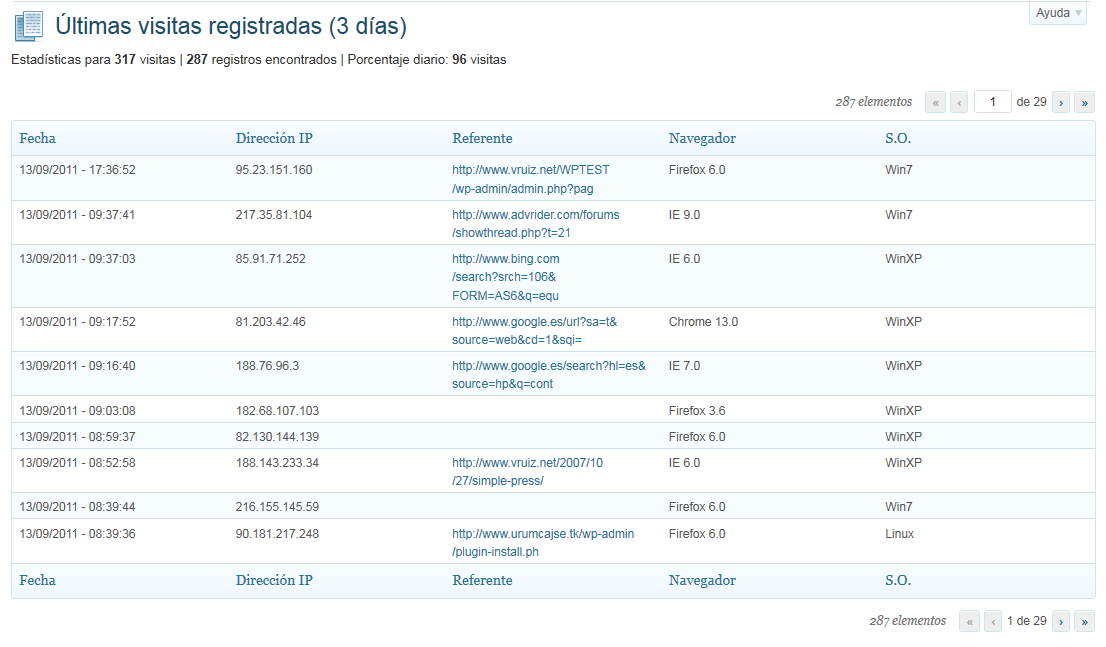 Ayuda
Últimas visitas registradas (3 días)
Estadísticas para 317 visitas | 287 registros encontrados | Porcentaje diario: 96 visitas
287 elementos « ‹ 1 de 29 › »
Fecha Dirección IP Referente Navegador S.O.
13/09/2011 - 17:36:52 95.23.151.160 http://www.vruiz.net/WPTEST Firefox 6.0 Win7
/wp-admin/admin.php?pag
13/09/2011 - 09:37:41 217.35.81.104 http://www.advrider.com/forums IE 9.0 Win7
/showthread.php?t=21
13/09/2011 - 09:37:03 85.91.71.252 http://www.bing.com IE 6.0 WinXP
/search?srch=106&
FORM=AS6&q=equ
13/09/2011 - 09:17:52 81.203.42.46 http://www.google.es/url?sa=t& Chrome 13.0 WinXP
source=web&cd=1&sqi=
13/09/2011 - 09:16:40 188.76.96.3 http://www.google.es/search?hl=es& IE 7.0 WinXP
source=hp&q=cont
13/09/2011 - 09:03:08 182.68.107.103 Firefox 3.6 WinXP
13/09/2011 - 08:59:37 82.130.144.139 Firefox 6.0 WinXP
13/09/2011 - 08:52:58 188.143.233.34 http://www.vruiz.net/2007/10 IE 6.0 WinXP
/27/simple-press/
13/09/2011 - 08:39:44 216.155.145.59 Firefox 6.0 Win7
13/09/2011 - 08:39:36 90.181.217.248 http://www.urumcajse.tk/wp-admin Firefox 6.0 Linux
/plugin-install.ph
Fecha Dirección IP Referente Navegador S.O.
287 elementos « ‹ 1 de 29 › »